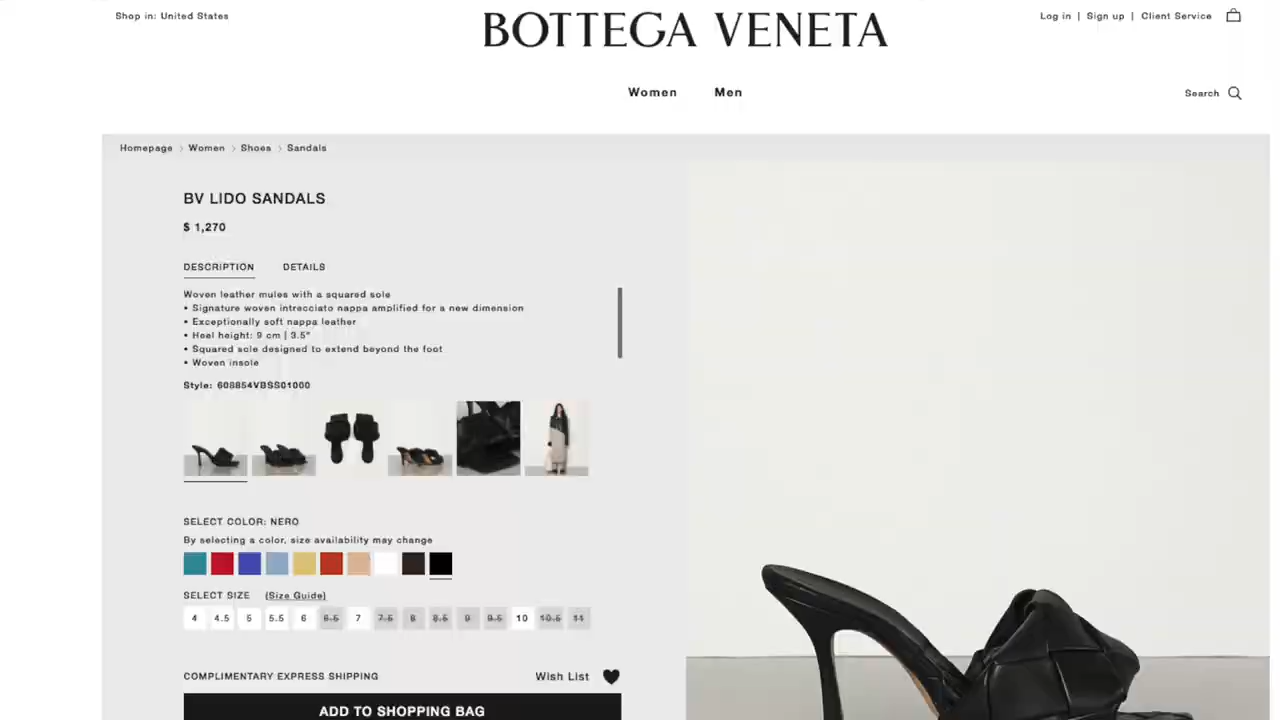 Shop in: United States
BOTTEGA VENETA
Log in | Sign up | Client Service
Women Men
Search
Homepage > Women > Shoes > Sandals
BV LIDO SANDALS
$ 1,270
DESCRIPTION DETAILS
Woven leather mules with a squared sole
• Signature woven intrecciato nappa amplified for a new dimension
• Exceptionally soft nappa leather
• Heel height: 9 cm | 3.5"
• Squared sole designed to extend beyond the foot
• Woven insole
Style: 608854VBSS01000
SELECT COLOR: NERO
By selecting a color, size availability may change
SELECT SIZE (Size Guide)
4 4.5 5 5.5 6 6.5 7 7.5 8 8.5 9 9.5 10 10.5 11
COMPLIMENTARY EXPRESS SHIPPING
Wish List
ADD TO SHOPPING BAG